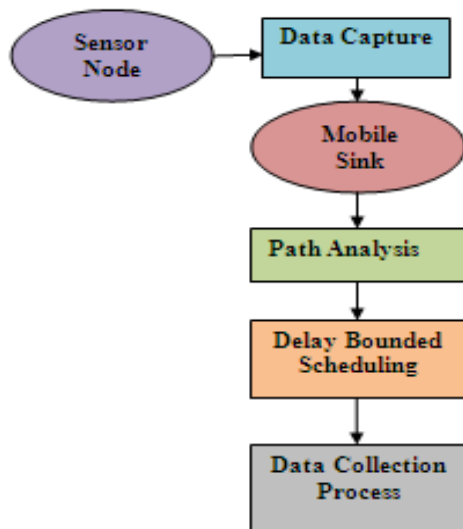 Sensor
Node
Data Capture
Mobile
Sink
Path Analysis
Delay Bounded
Scheduling
Data Collection
Process